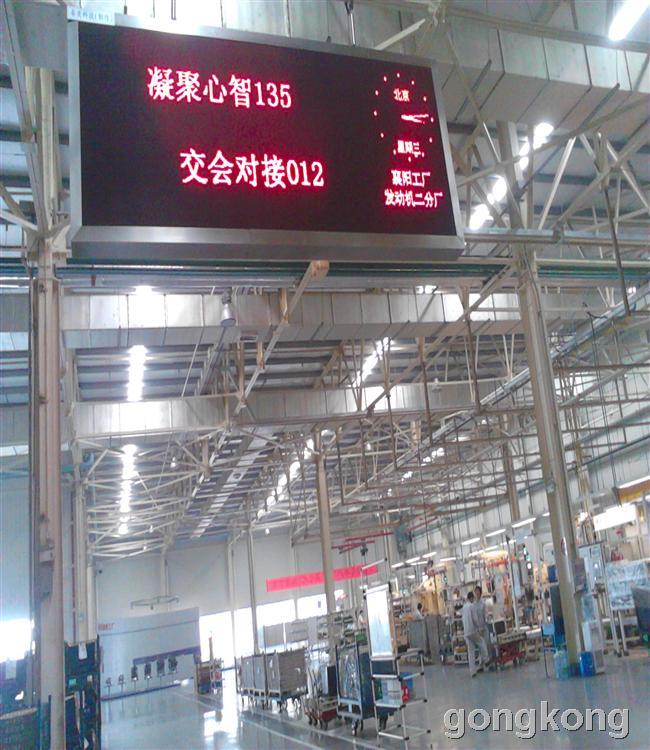 凝聚心智135
交会对接012
北京
星期三
襄阳工厂
发动机二分厂
gongkong